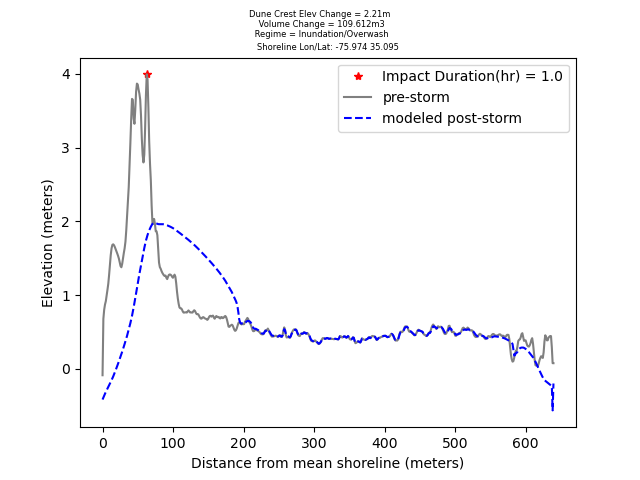 Dune Crest Elev Change = 2.21m
Volume Change = 109.612m3
Regime = Inundation/Overwash
Shoreline Lon/Lat: -75.974 35.095
Impact Duration(hr) = 1.0
pre-storm
modeled post-storm
4
3
2
1
0
Elevation (meters)
0 100 200 300 400 500 600
Distance from mean shoreline (meters)